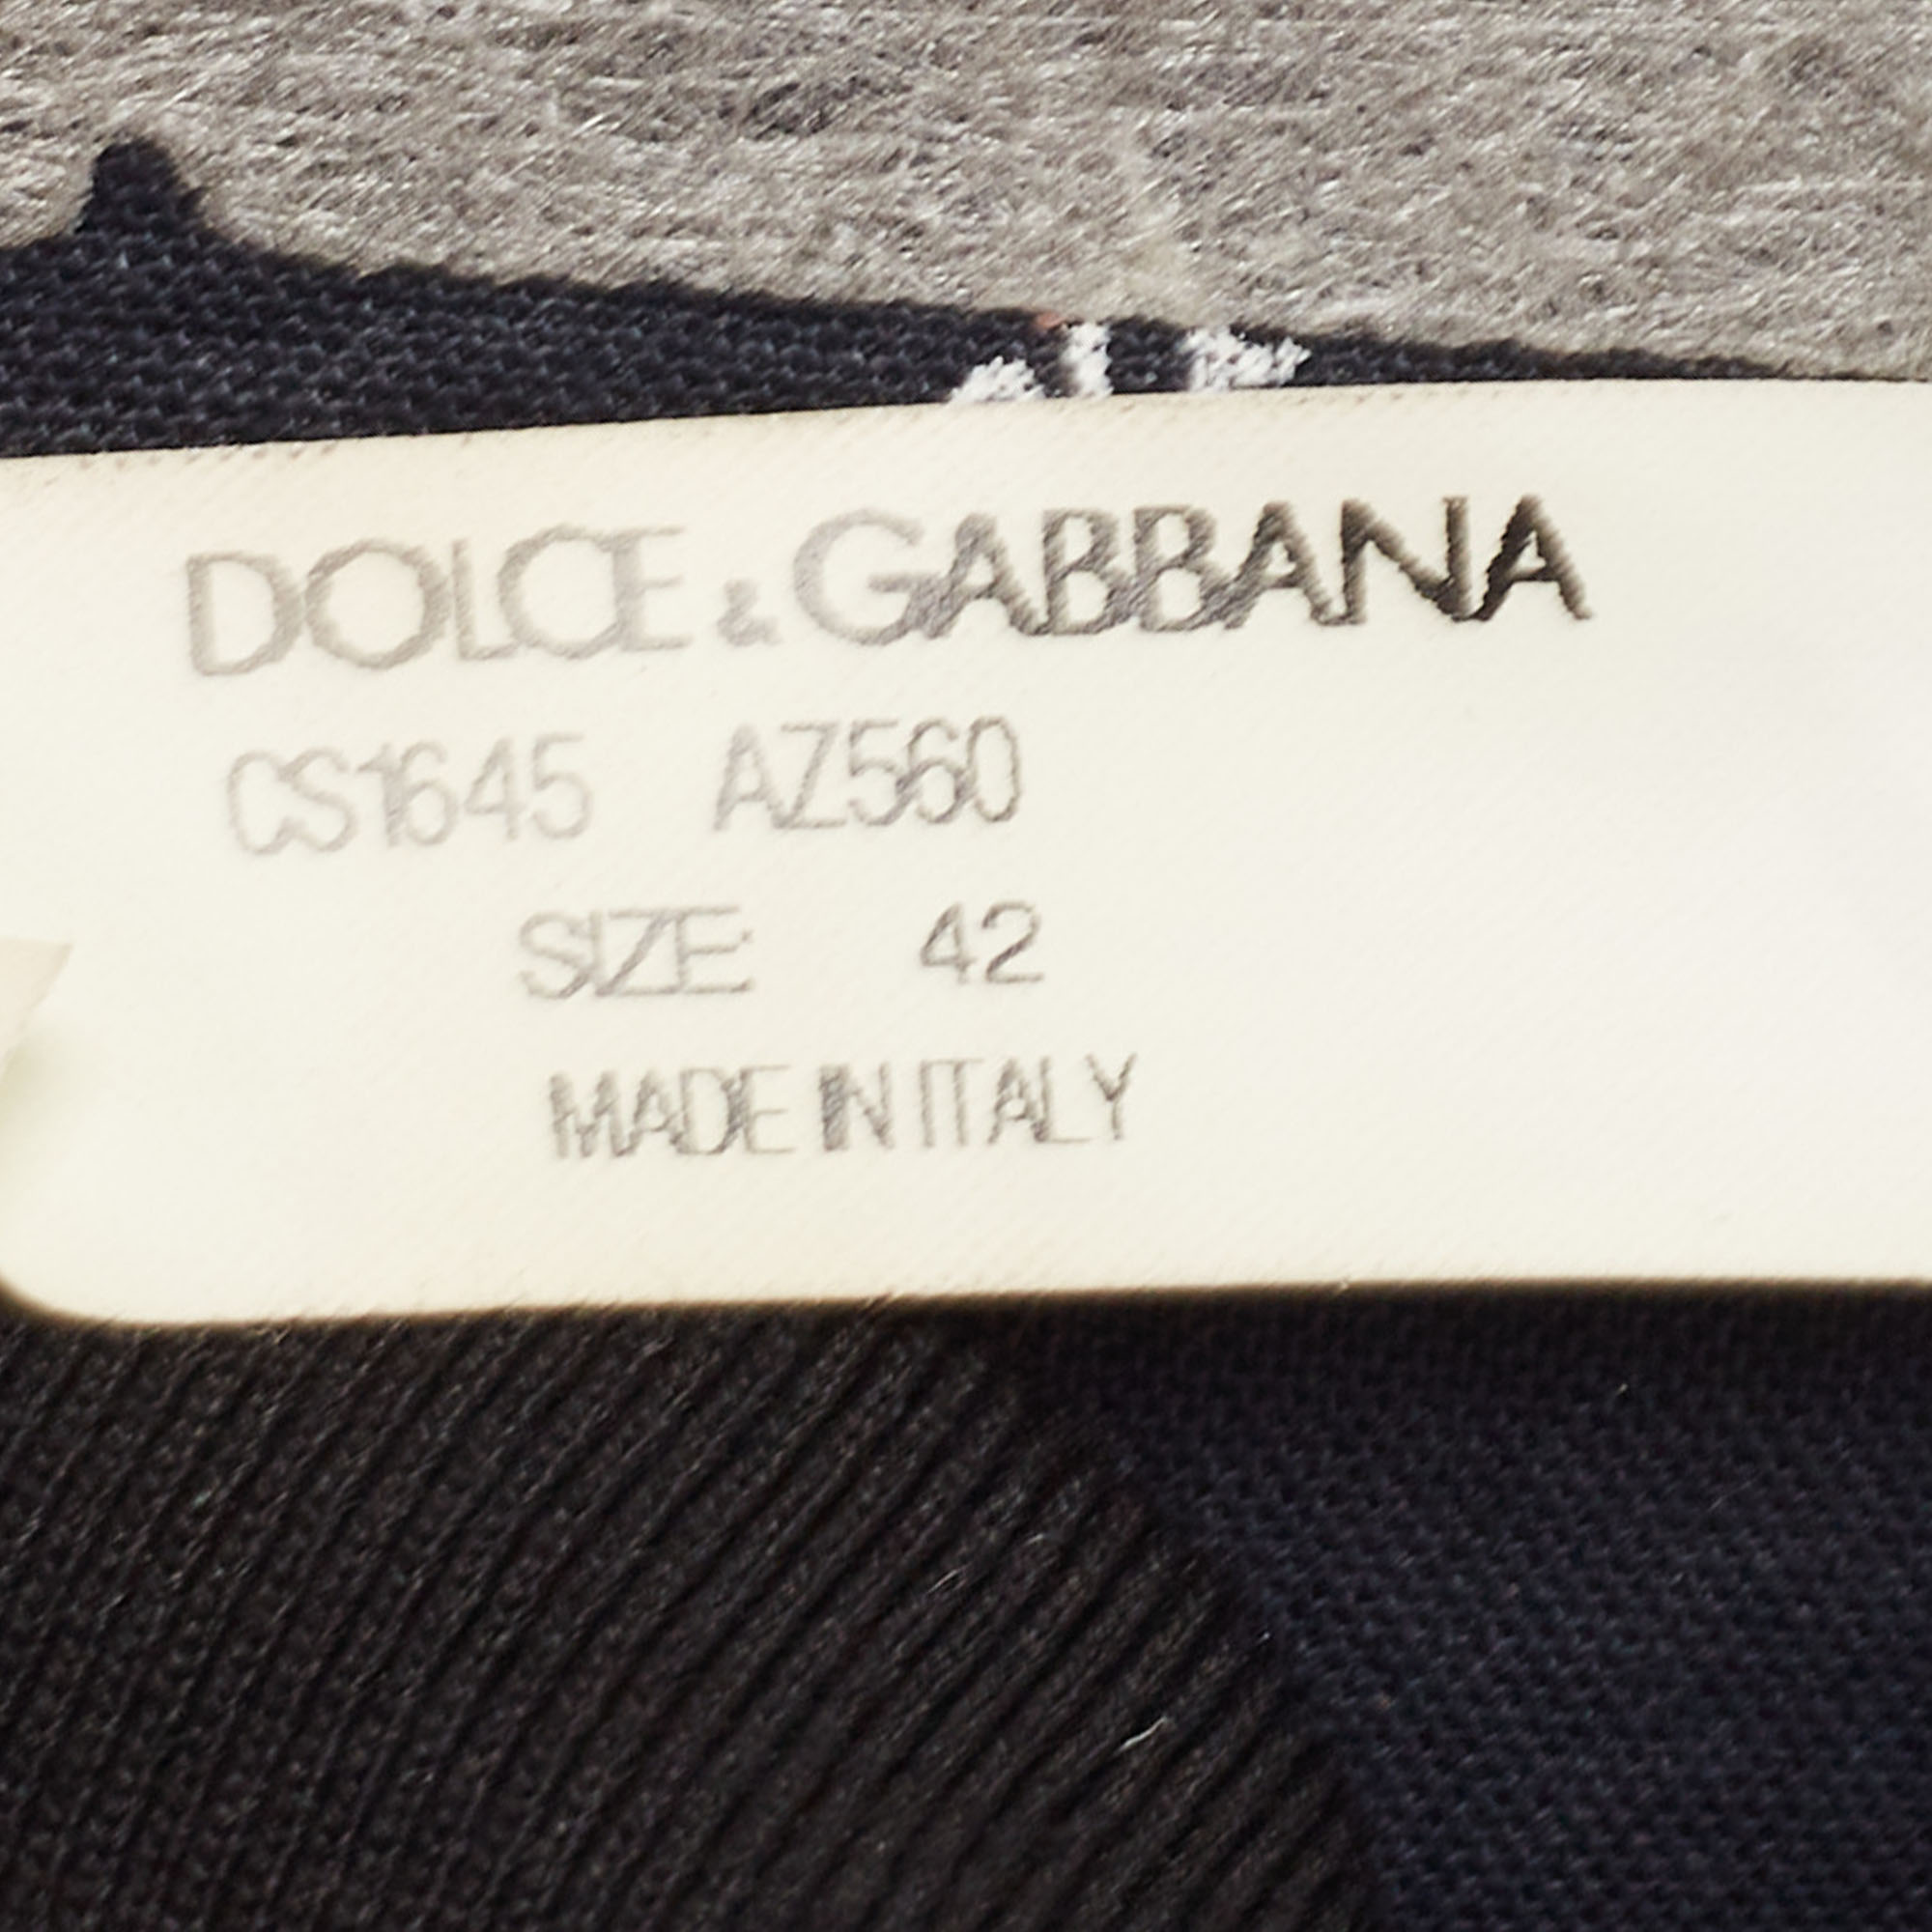 DOLCE & GABBANA
CS1645 AZ560
SIZE: 42
MADE IN ITALY